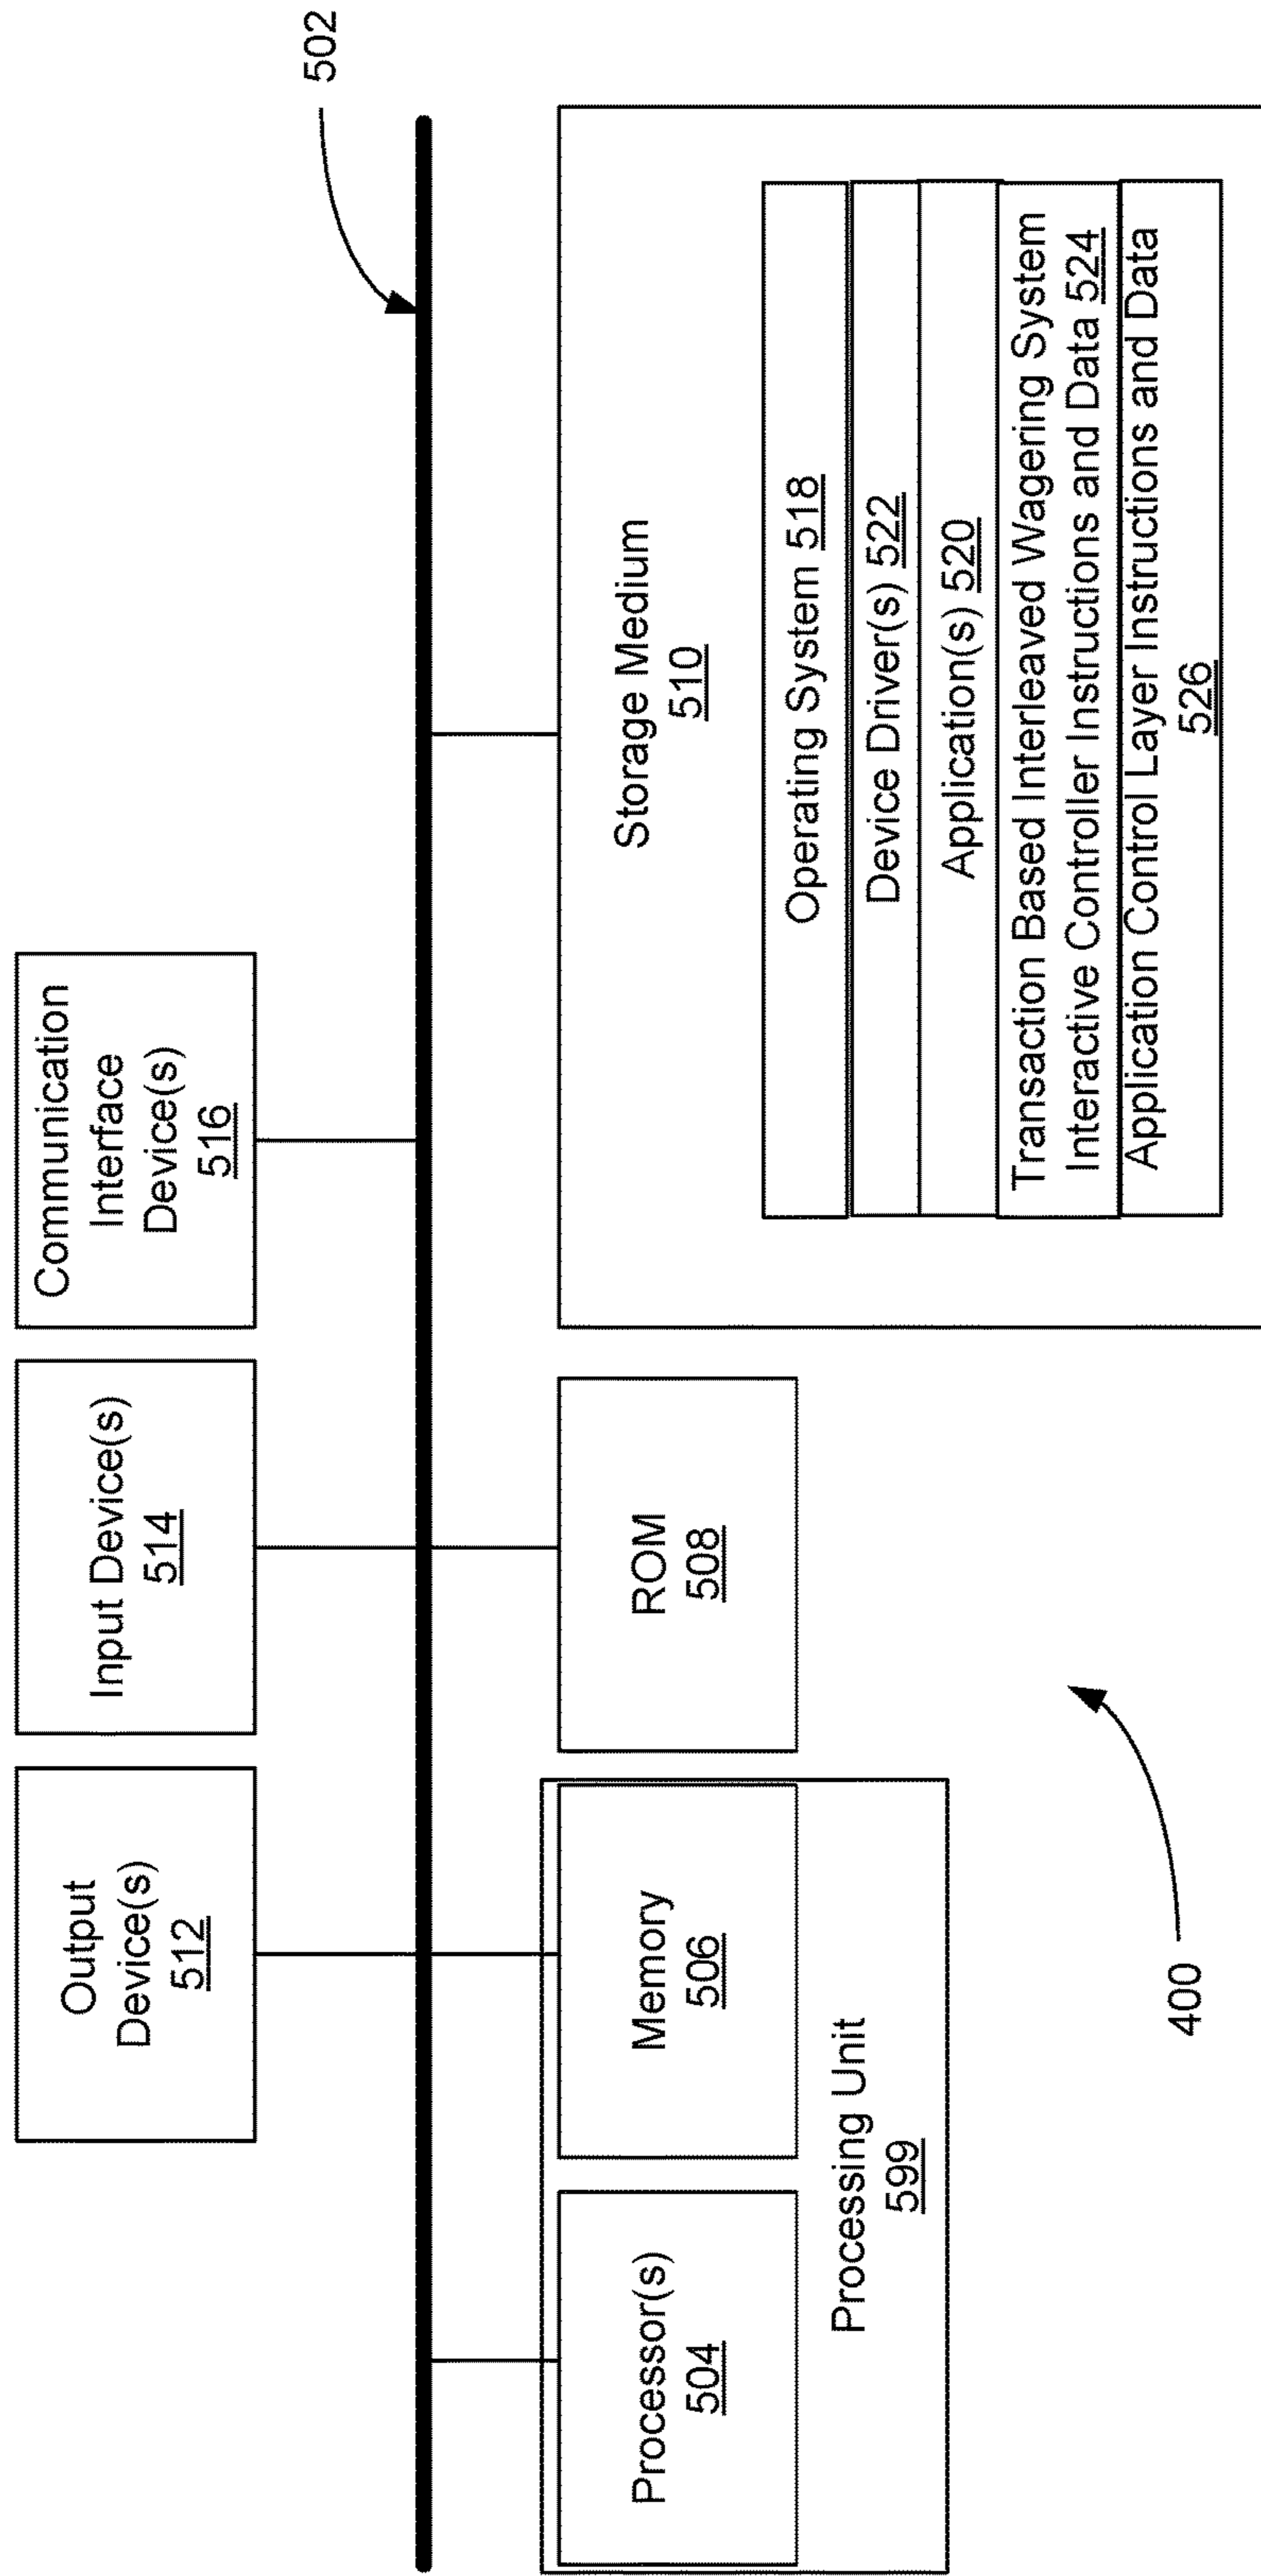 502
Output
Device(s)
512
Input Device(s)
514
Communication
Interface
Device(s)
516
Processor(s)
504
Memory
506
Processing Unit
599
ROM
508
Storage Medium
510
Operating System 518
Device Driver(s) 522
Application(s) 520
Transaction Based Interleaved Wagering System
Interactive Controller Instructions and Data 524
Application Control Layer Instructions and Data
526
400